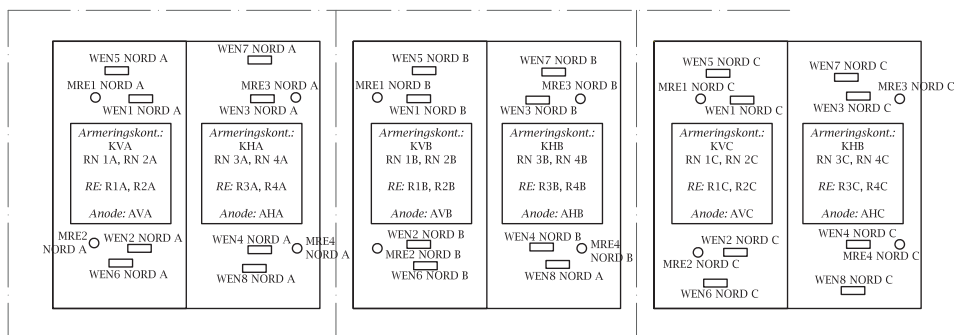 WEN5 NORD A
MRE1 NORD A
WEN1 NORD A
Armeringskont.:
KVA
RN 1A, RN 2A
RE: R1A, R2A
Anode: AVA
MRE2
NORD A
WEN2 NORD A
WEN6 NORD A
WEN7 NORD A
MRE3 NORD A
WEN3 NORD A
Armeringskont.:
KHA
RN 3A, RN 4A
RE: R3A, R4A
Anode: AHA
WEN4 NORD A
MRE4
NORD A
WEN8 NORD A
WEN5 NORD B
MRE1 NORD B
WEN1 NORD B
Armeringskont.:
KVB
RN 1B, RN 2B
RE: R1B, R2B
Anode: AVB
WEN2 NORD B
MRE2 NORD B
WEN6 NORD B
WEN7 NORD B
MRE3 NORD B
WEN3 NORD B
Armeringskont.:
KHB
RN 3B, RN 4B
RE: R3B, R4B
Anode: AHB
WEN4 NORD B
MRE4
NORD B
WEN8 NORD A
WEN5 NORD C
MRE1 NORD C
WEN1 NORD C
Armeringskont.:
KVC
RN 1C, RN 2C
RE: R1C, R2C
Anode: AVC
WEN2 NORD C
MRE2 NORD C
WEN6 NORD C
WEN7 NORD C
MRE3 NORD C
WEN3 NORD C
Armeringskont.:
KHB
RN 3C, RN 4C
RE: R3C, R4C
Anode: AHC
WEN4 NORD C
MRE4 NORD C
WEN8 NORD C